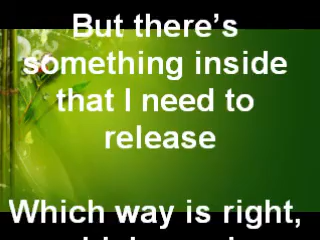 But there's
something inside
that I need to
release
Which way is right,